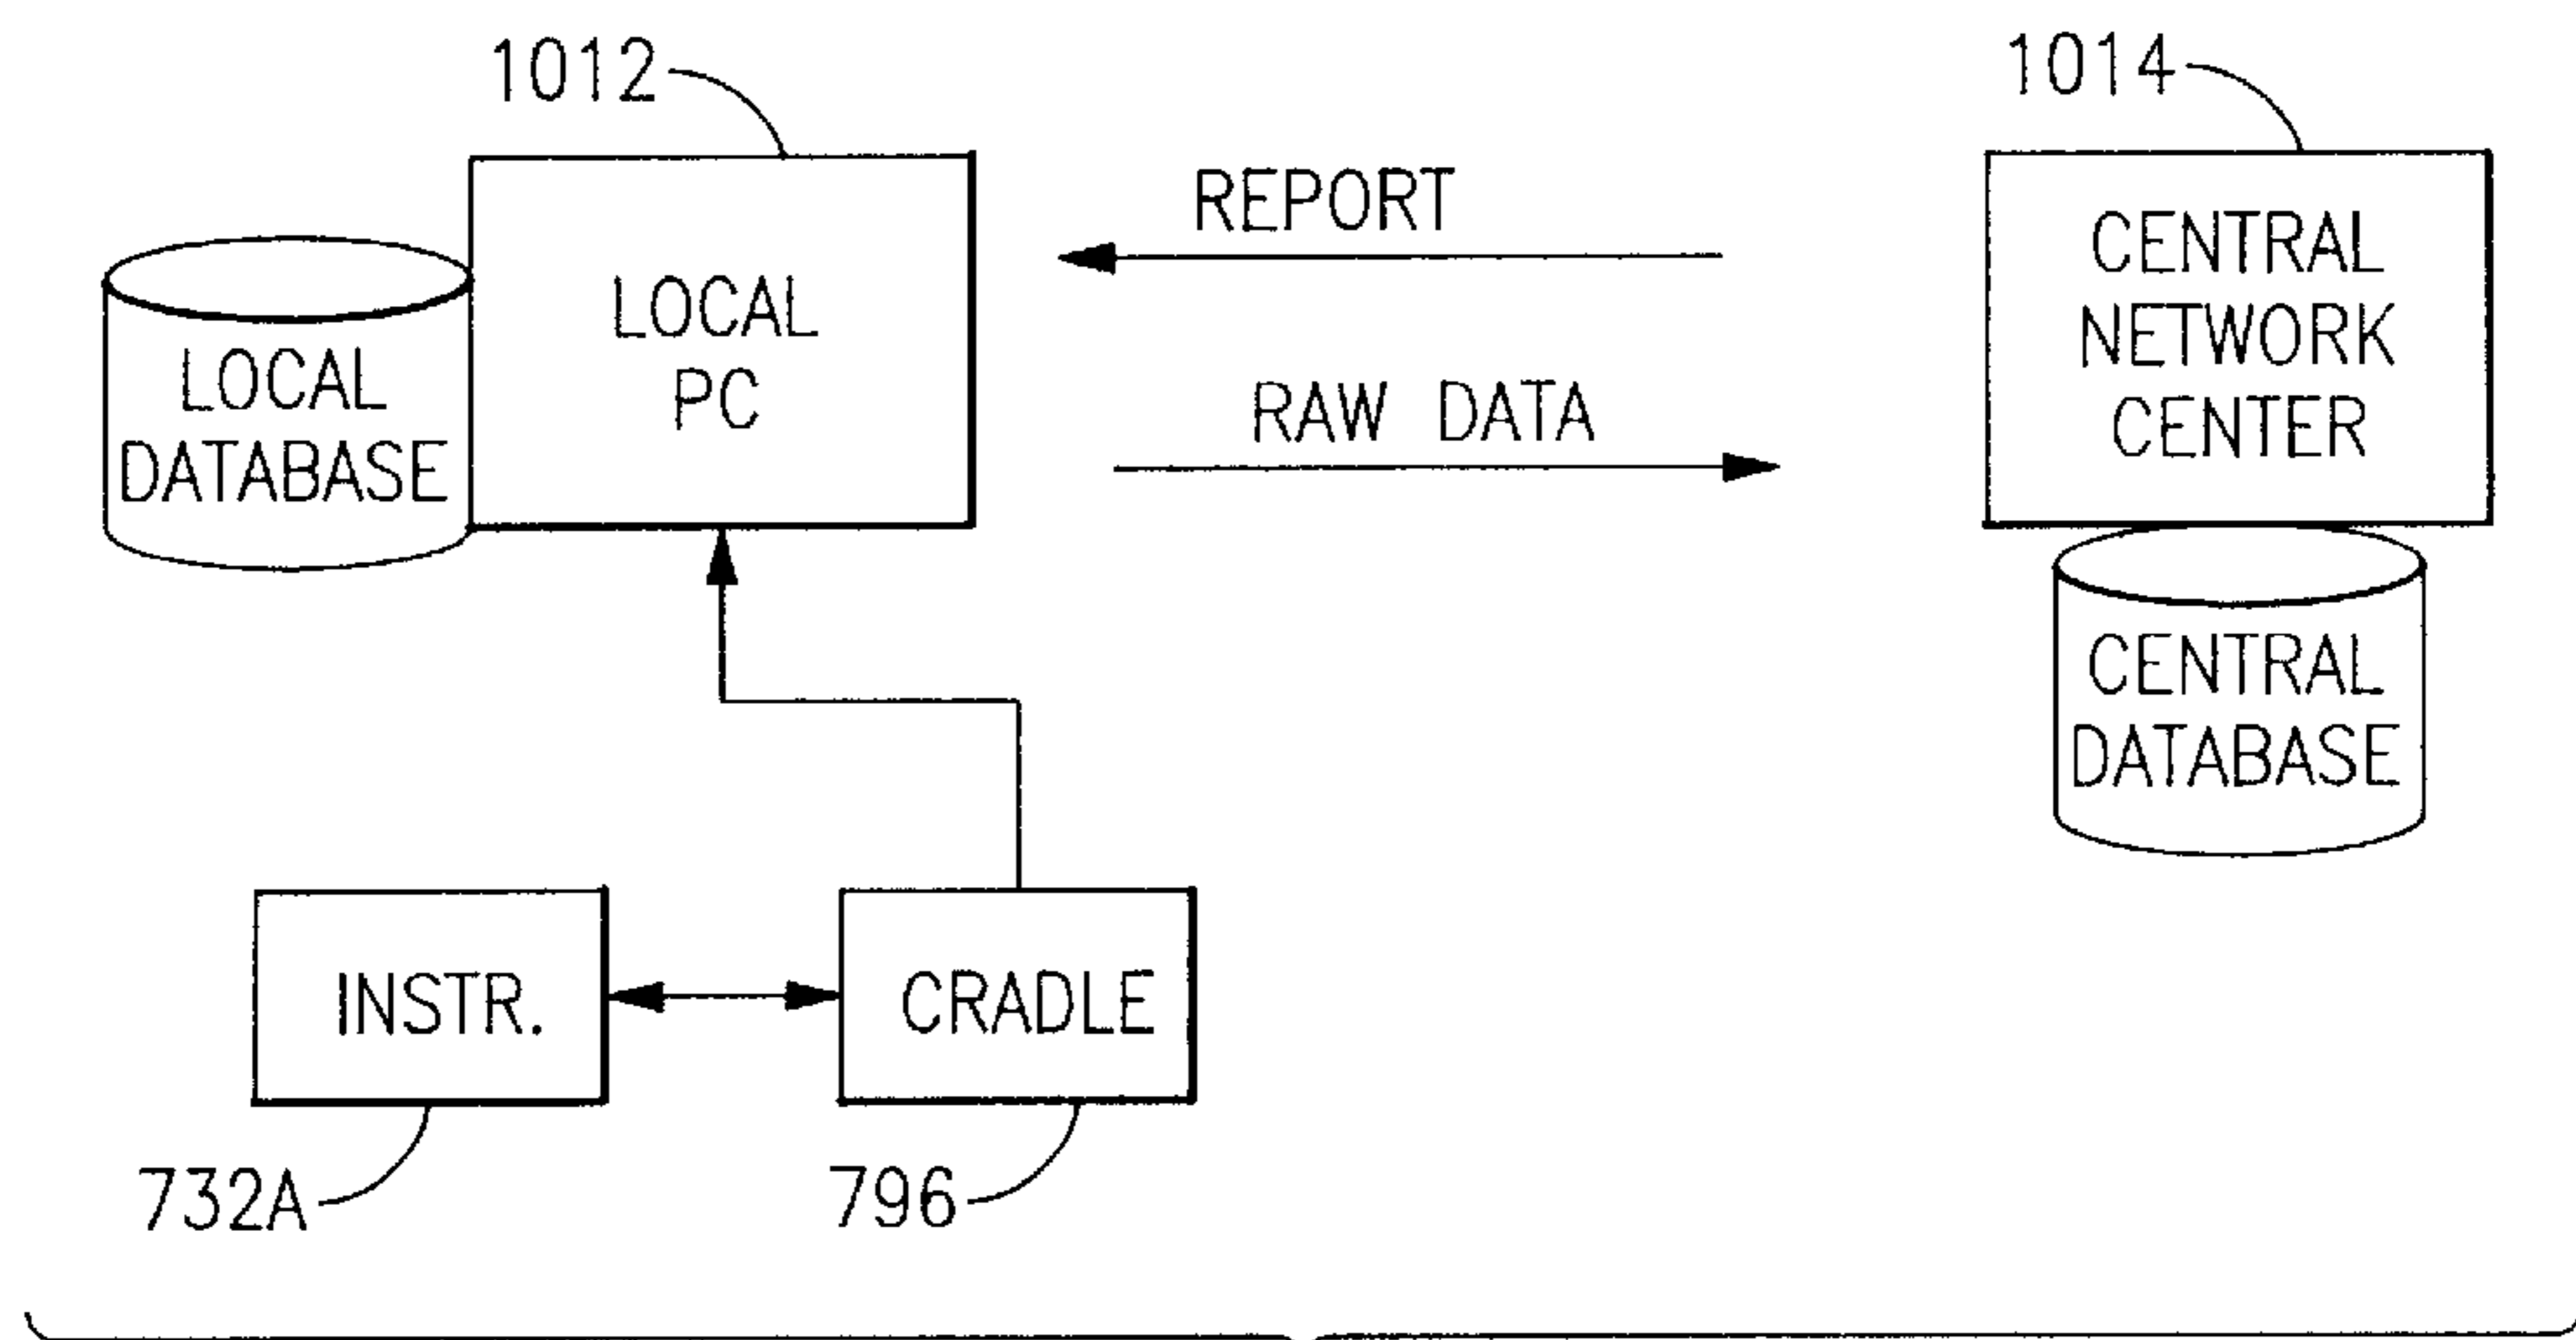 1012
1014
REPORT
RAW DATA
LOCAL
DATABASE
LOCAL
PC
CENTRAL
NETWORK
CENTER
CENTRAL
DATABASE
INSTR.
CRADLE
732A
796